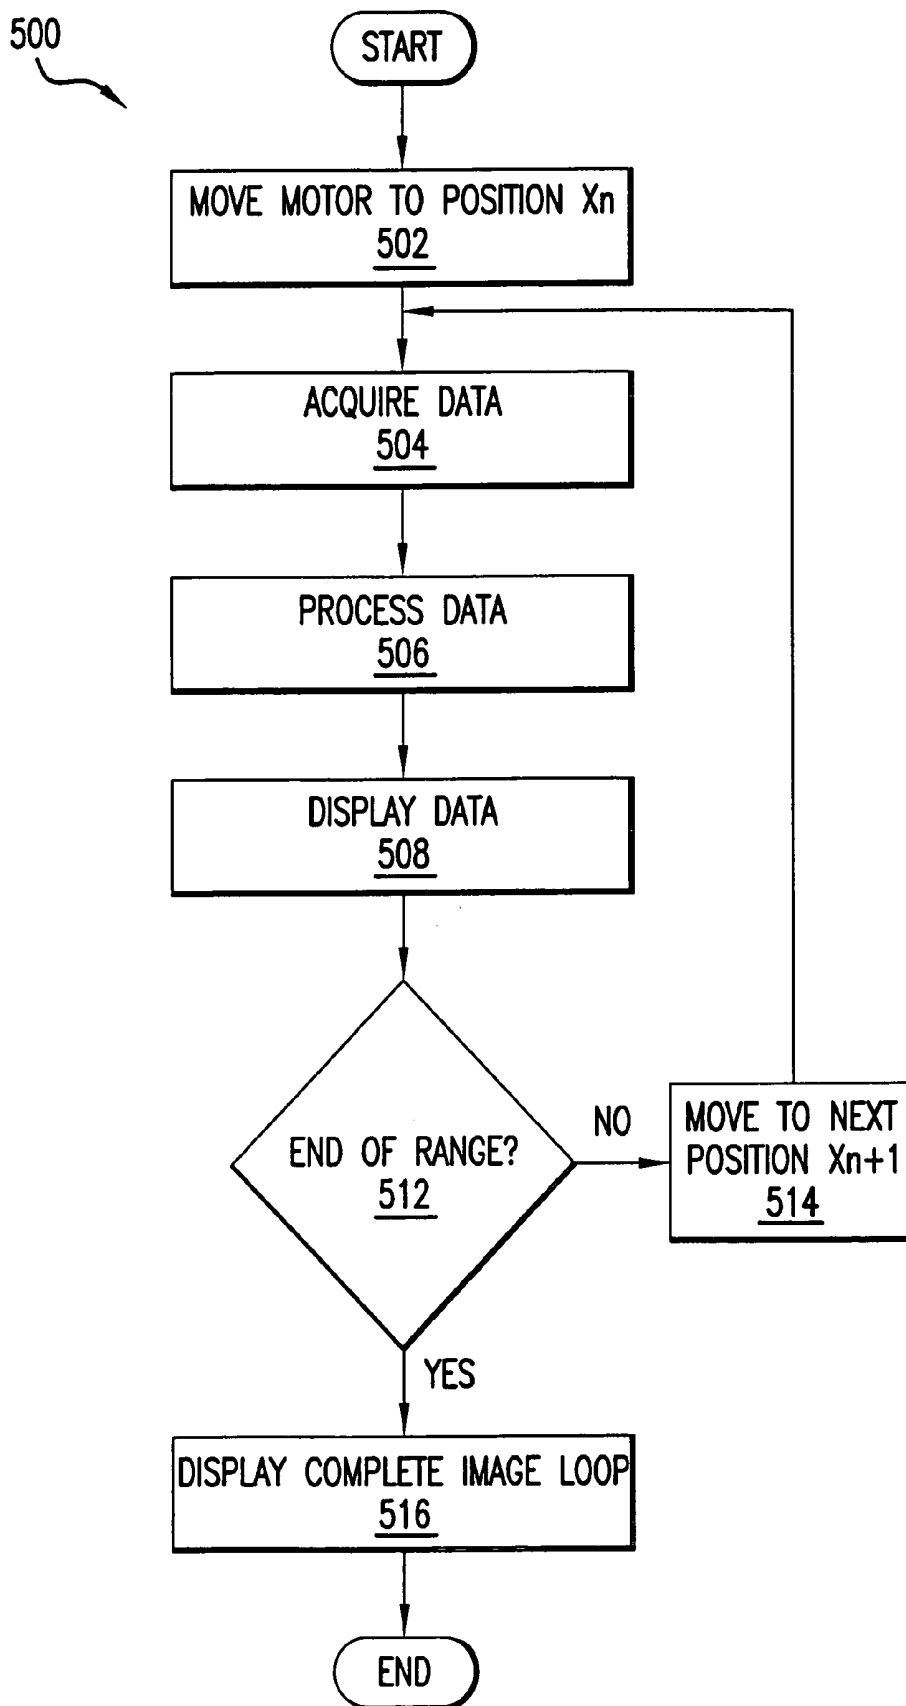 500
START
MOVE MOTOR TO POSITION Xn
502
ACQUIRE DATA
504
PROCESS DATA
506
DISPLAY DATA
508
END OF RANGE?
512
NO
MOVE TO NEXT
POSITION Xn+1
514
YES
DISPLAY COMPLETE IMAGE LOOP
516
END